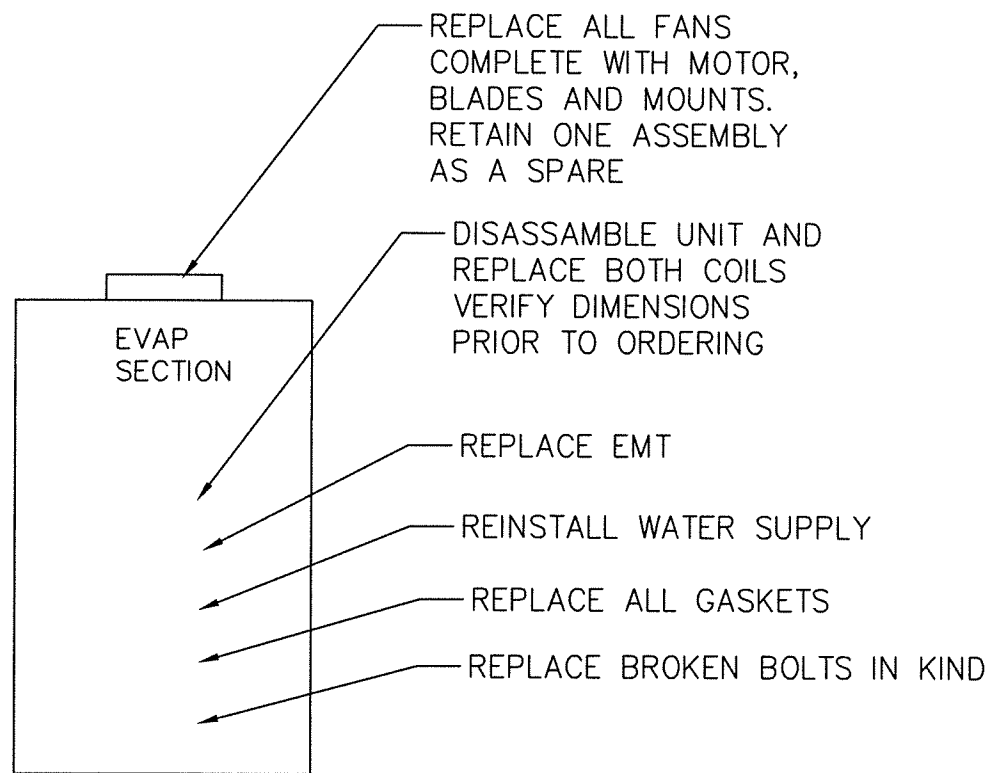 REPLACE ALL FANS
COMPLETE WITH MOTOR,
BLADES AND MOUNTS.
RETAIN ONE ASSEMBLY
AS A SPARE
DISASSAMBLE UNIT AND
REPLACE BOTH COILS
VERIFY DIMENSIONS
PRIOR TO ORDERING
EVAP
SECTION
REPLACE EMT
REINSTALL WATER SUPPLY
REPLACE ALL GASKETS
REPLACE BROKEN BOLTS IN KIND